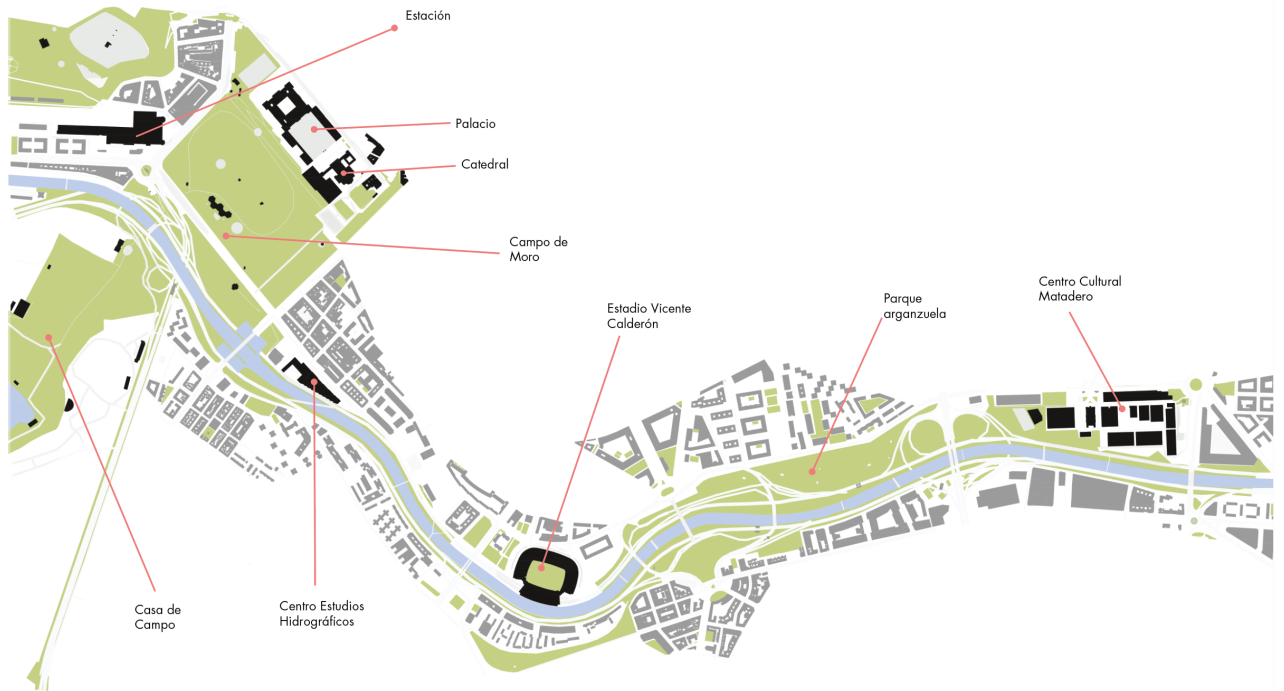 Estación
Palacio
Catedral
Campo de
Moro
Estadio Vicente
Calderón
Parque
arganzuela
Centro Cultural
Matadero
Casa de
Campo
Centro Estudios
Hidrográficos